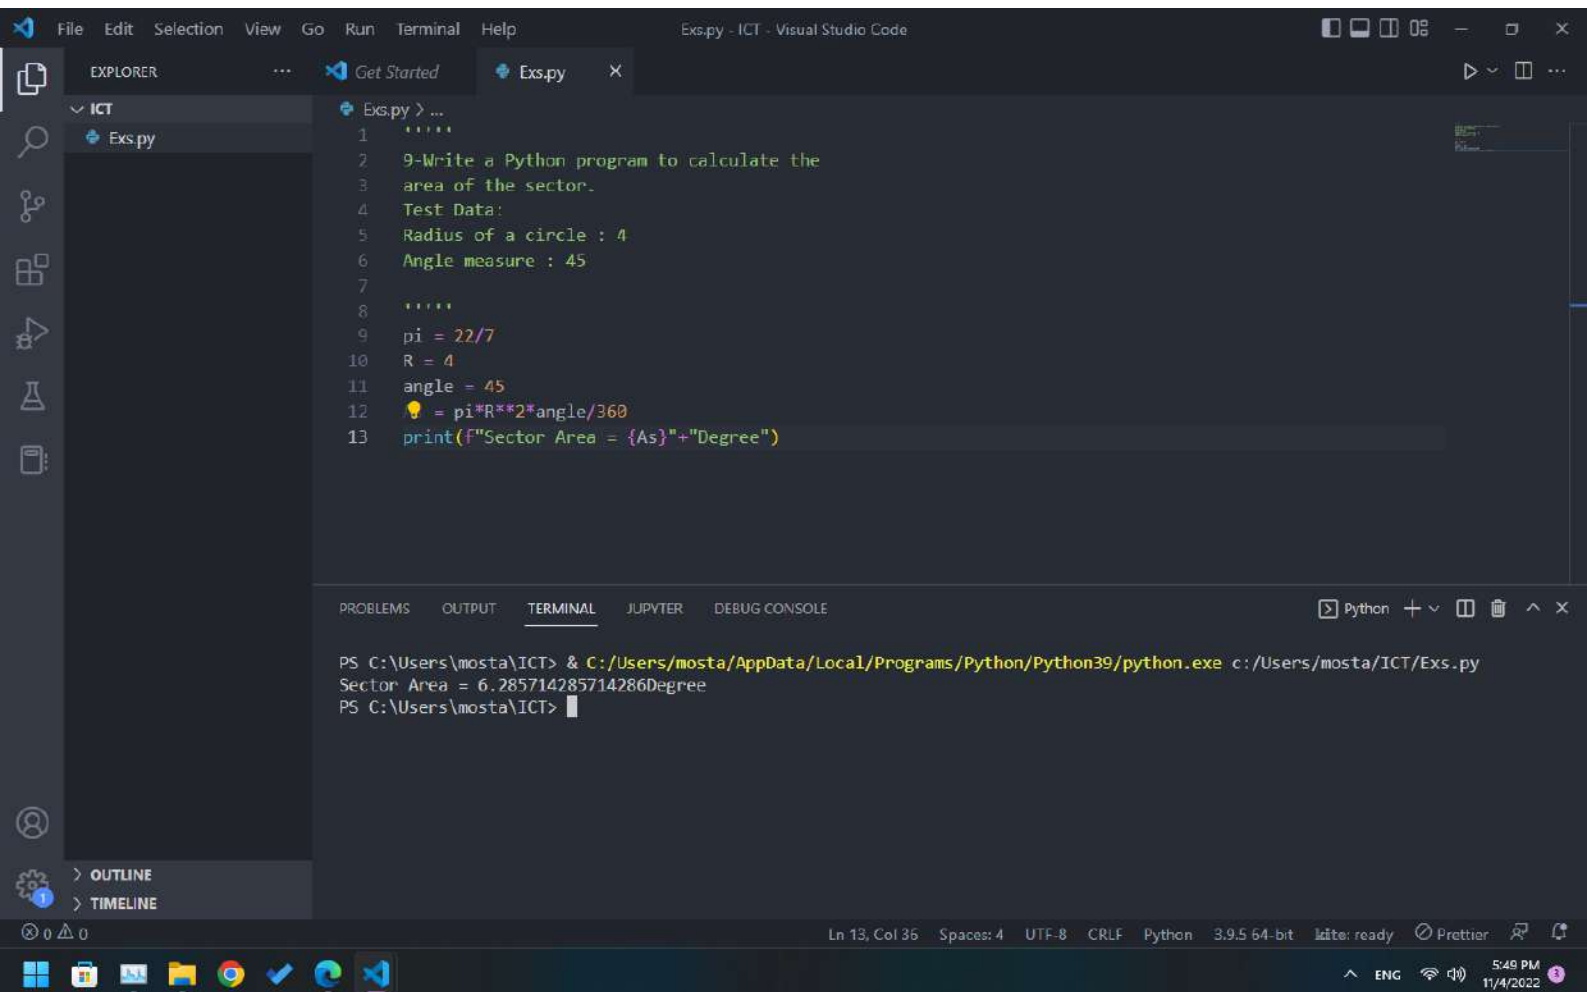 File Edit Selection View Go Run Terminal Help
Exs.py - ICT - Visual Studio Code
EXPLORER
Get Started
Exs.py
ICT
Exs.py
Exs.py > ...
1 '''''
2 9-Write a Python program to calculate the
3 area of the sector.
4 Test Data:
5 Radius of a circle : 4
6 Angle measure : 45
7
8 '''''
9 pi = 22/7
10 R = 4
11 angle = 45
12 = pi*R**2*angle/360
13 print(f"Sector Area = {As}"+"Degree")
PROBLEMS OUTPUT TERMINAL JUPYTER DEBUG CONSOLE
Python
PS C:\Users\mosta\ICT> & C:/Users/mosta/AppData/Local/Programs/Python/Python39/python.exe c:/Users/mosta/ICT/Exs.py
Sector Area = 6.285714285714286Degree
PS C:\Users\mosta\ICT>
OUTLINE
1
TIMELINE
0 0
Ln 13, Col 36 Spaces: 4 UTF-8 CRLF Python 3.9.5 64-bit kite: ready Prettier
ENG
5:49 PM
11/4/2022
3